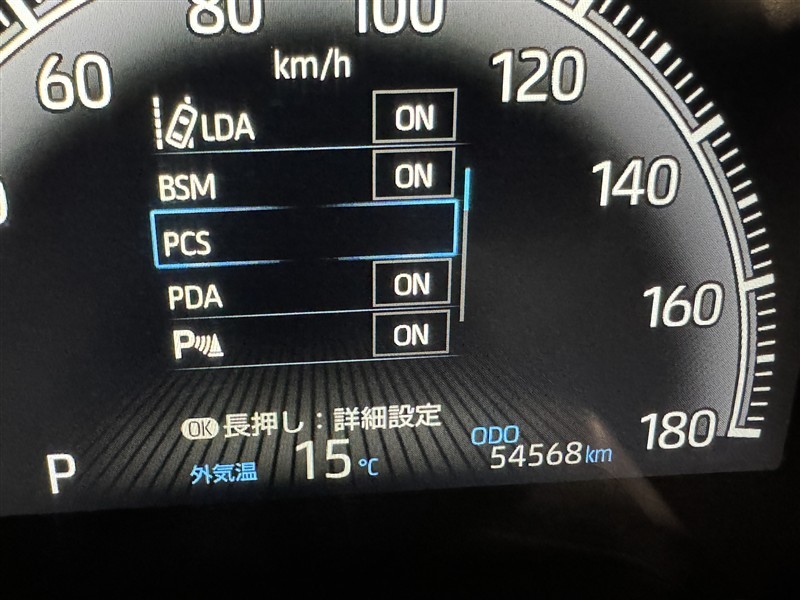 80 100
60 km/h 120
LDA ON
BSM ON
140
PCS
PDA ON
160
P ON
OK 長押し:詳細設定
180
P 外気温 15℃ ODO 54568km